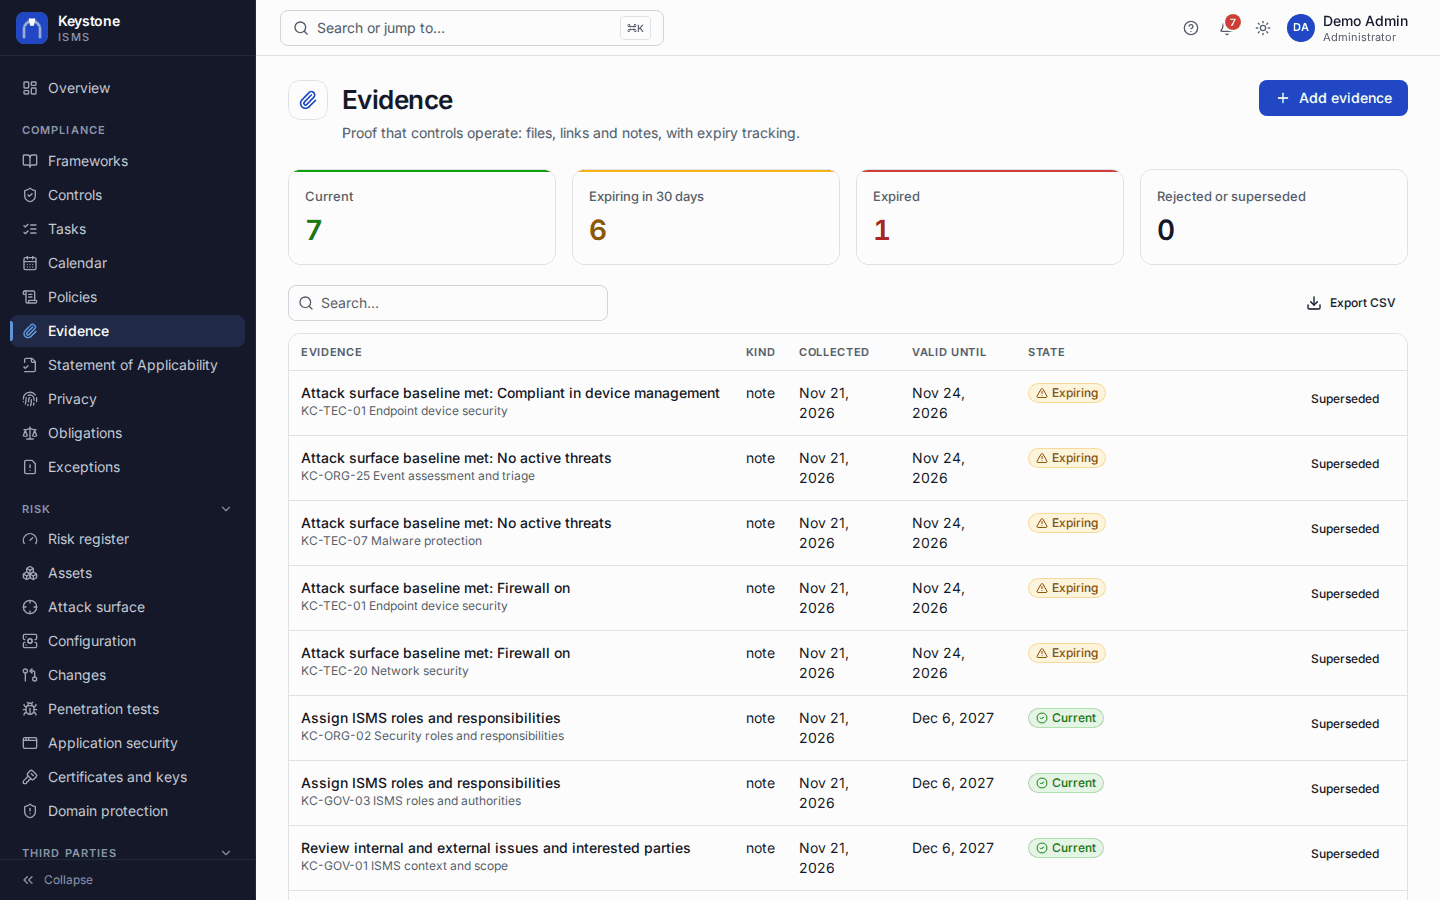 Keystone
ISMS
Search or jump to...
⌘K
7
DA
Demo Admin
Administrator
Overview
COMPLIANCE
Frameworks
Controls
Tasks
Calendar
Policies
Evidence
Statement of Applicability
Privacy
Obligations
Exceptions
RISK
Risk register
Assets
Attack surface
Configuration
Changes
Penetration tests
Application security
Certificates and keys
Domain protection
THIRD PARTIES
Collapse
Evidence
Proof that controls operate: files, links and notes, with expiry tracking.
Add evidence
Current
7
Expiring in 30 days
6
Expired
1
Rejected or superseded
0
Search...
Export CSV
EVIDENCE KIND COLLECTED VALID UNTIL STATE
Attack surface baseline met: Compliant in device management note Nov 21, 2026 Nov 24, 2026 Expiring Superseded
KC-TEC-01 Endpoint device security
Attack surface baseline met: No active threats note Nov 21, 2026 Nov 24, 2026 Expiring Superseded
KC-ORG-25 Event assessment and triage
Attack surface baseline met: No active threats note Nov 21, 2026 Nov 24, 2026 Expiring Superseded
KC-TEC-07 Malware protection
Attack surface baseline met: Firewall on note Nov 21, 2026 Nov 24, 2026 Expiring Superseded
KC-TEC-01 Endpoint device security
Attack surface baseline met: Firewall on note Nov 21, 2026 Nov 24, 2026 Expiring Superseded
KC-TEC-20 Network security
Assign ISMS roles and responsibilities note Nov 21, 2026 Dec 6, 2027 Current Superseded
KC-ORG-02 Security roles and responsibilities
Assign ISMS roles and responsibilities note Nov 21, 2026 Dec 6, 2027 Current Superseded
KC-GOV-03 ISMS roles and authorities
Review internal and external issues and interested parties note Nov 21, 2026 Dec 6, 2027 Current Superseded
KC-GOV-01 ISMS context and scope